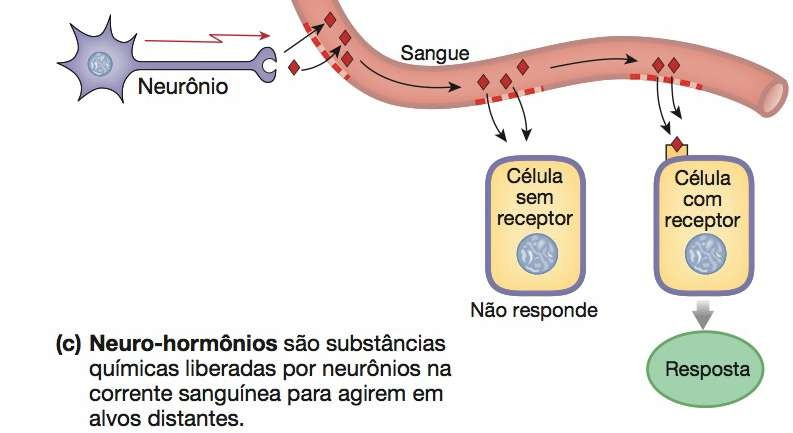 Sangue
Neurônio
Célula
sem
receptor
Célula
com
receptor
Não responde
Resposta
(c) Neuro-hormônios são substâncias
químicas liberadas por neurônios na
corrente sanguínea para agirem em
alvos distantes.